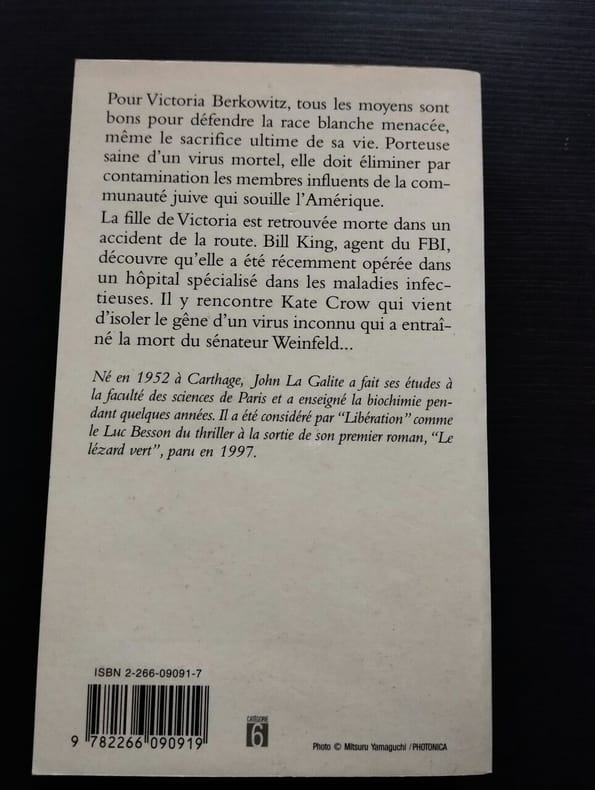 Pour Victoria Berkowitz, tous les moyens sont
bons pour défendre la race blanche menacée,
même le sacrifice ultime de sa vie. Porteuse
saine d'un virus mortel, elle doit éliminer par
contamination les membres influents de la com-
munauté juive qui souille l'Amérique.
La fille de Victoria est retrouvée morte dans un
accident de la route. Bill King, agent du FBI,
découvre qu'elle a été récemment opérée dans
un hôpital spécialisé dans les maladies infec-
tieuses. Il y rencontre Kate Crow qui vient
d'isoler le gêne d'un virus inconnu qui a entraî-
né la mort du sénateur Weinfeld...
Né en 1952 à Carthage, John La Galite a fait ses études à
la faculté des sciences de Paris et a enseigné la biochimie pen-
dant quelques années. Il a été considéré par "Libération" comme
le Luc Besson du thriller à la sortie de son premier roman, "Le
lézard vert", paru en 1997.
ISBN 2-266-09091-7
9 782266 090919
CATÉGORIE
6
Photo © Mitsuru Yamaguchi / PHOTONICA